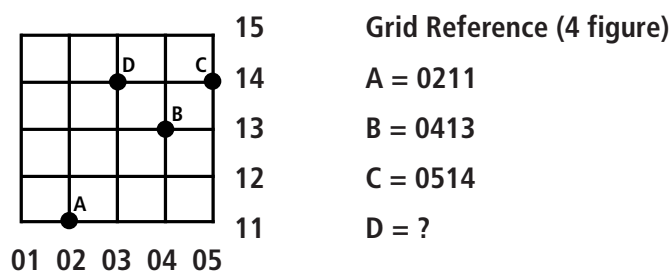 15 Grid Reference (4 figure)
D C 14 A = 0211
B 13 B = 0413
12 C = 0514
A 11 D = ?
01 02 03 04 05